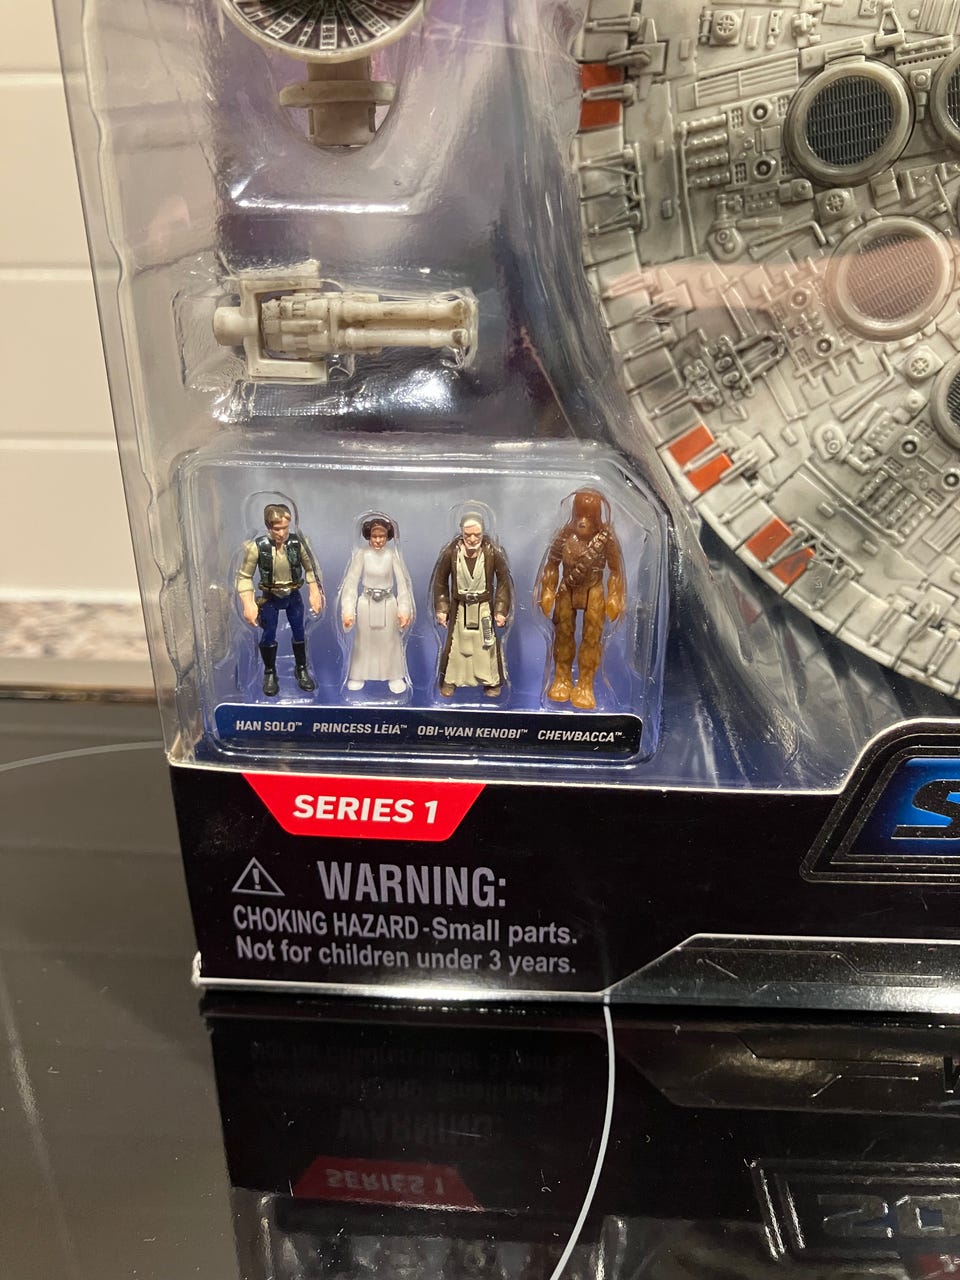 HAN SOLO™ PRINCESS LEIA™ OBI-WAN KENOBI™ CHEWBACCA™
SERIES 1
WARNING:
CHOKING HAZARD - Small parts.
Not for children under 3 years.